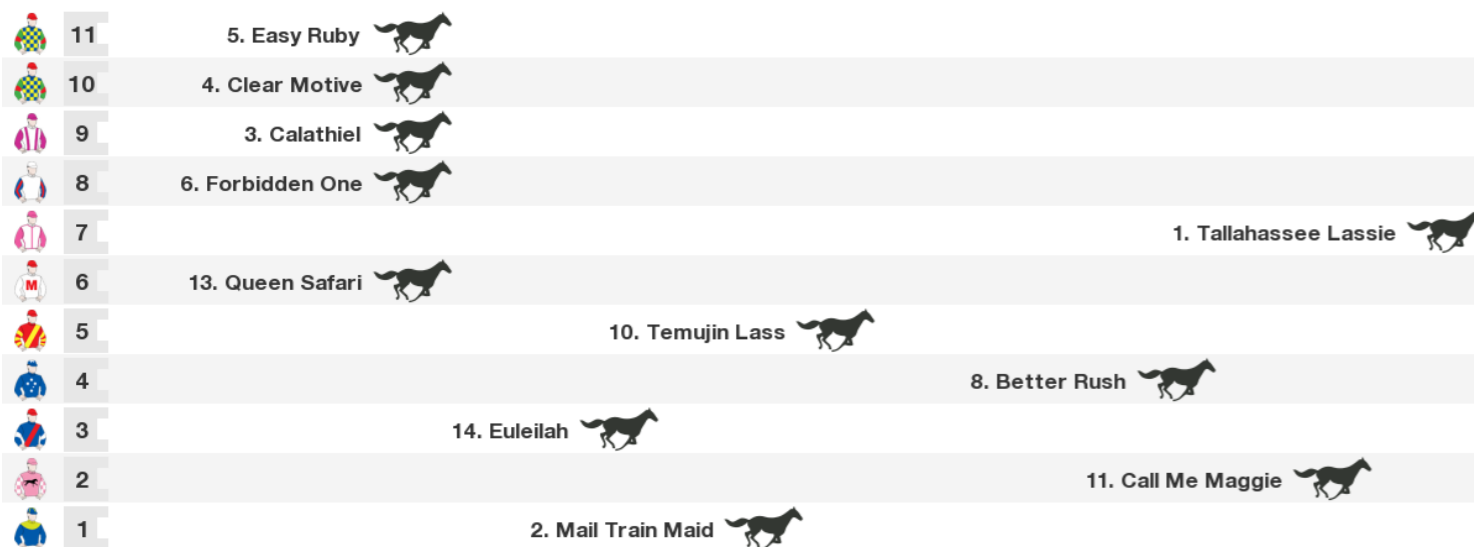 11 5. Easy Ruby
10 4. Clear Motive
9 3. Calathiel
8 6. Forbidden One
7 1. Tallahassee Lassie
M 6 13. Queen Safari
5 10. Temujin Lass
4 8. Better Rush
3 14. Euleilah
2 11. Call Me Maggie
1 2. Mail Train Maid